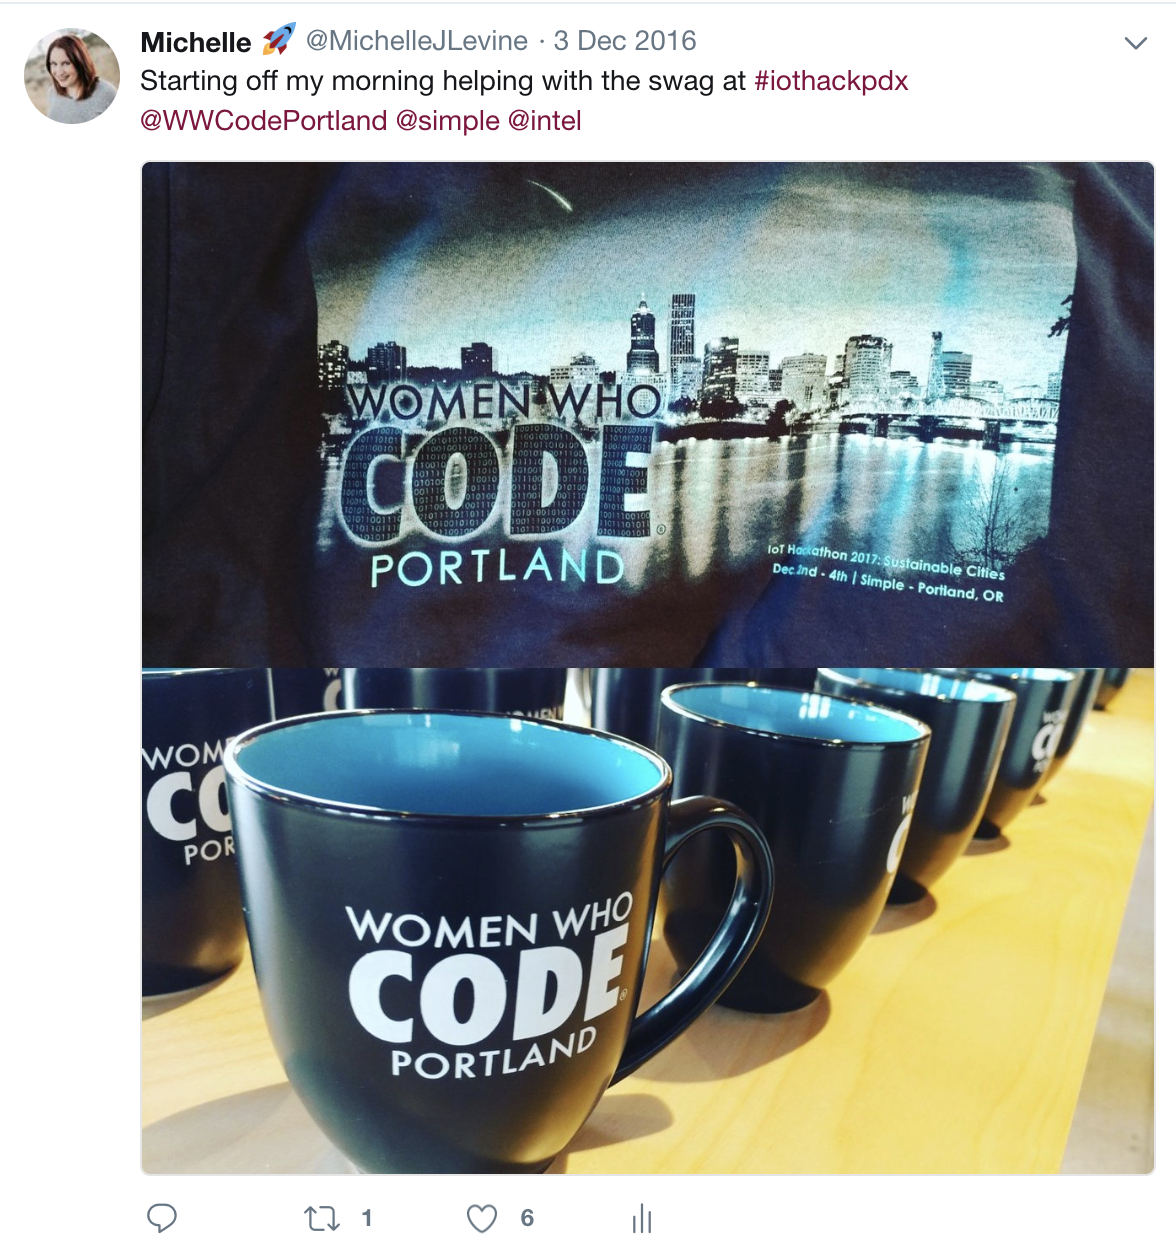 Michelle 🚀 @MichelleJLevine · 3 Dec 2016
Starting off my morning helping with the swag at #iothackpdx
@WWCodePortland @simple @intel
WOMEN WHO
CODE
PORTLAND
IoT Hackathon 2017: Sustainable Cities
Dec 2nd - 4th | Simple - Portland, OR
WOM
CO
POR
WOMEN WHO
CODE
PORTLAND
1
6